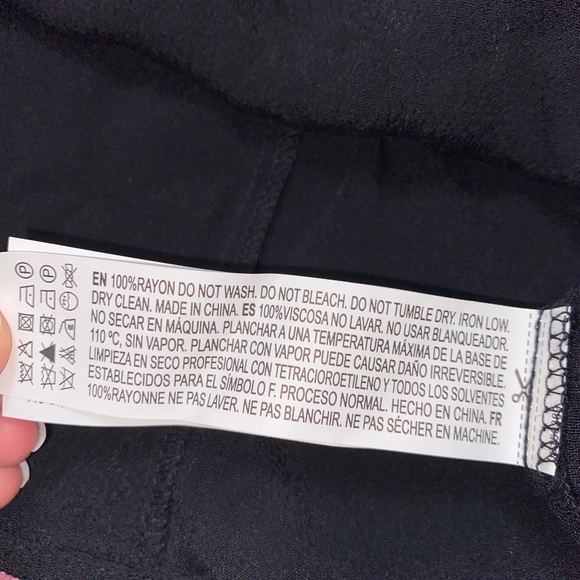 EN 100%RAYON DO NOT WASH. DO NOT BLEACH. DO NOT TUMBLE DRY. IRON LOW.
DRY CLEAN. MADE IN CHINA. ES 100%VISCOSA NO LAVAR. NO USAR BLANQUEADOR.
NO SECAR EN MÁQUINA. PLANCHAR A UNA TEMPERATURA MÁXIMA DE LA BASE DE
110 ºC, SIN VAPOR. PLANCHAR CON VAPOR PUEDE CAUSAR DAÑO IRREVERSIBLE.
LIMPIEZA EN SECO PROFESIONAL CON TETRACIOROETILENO Y TODOS LOS SOLVENTES
ESTABLECIDOS PARA EL SÍMBOLO F. PROCESO NORMAL. HECHO EN CHINA. FR
100%RAYONNE NE PAS LAVER. NE PAS BLANCHIR. NE PAS SÉCHER EN MACHINE.